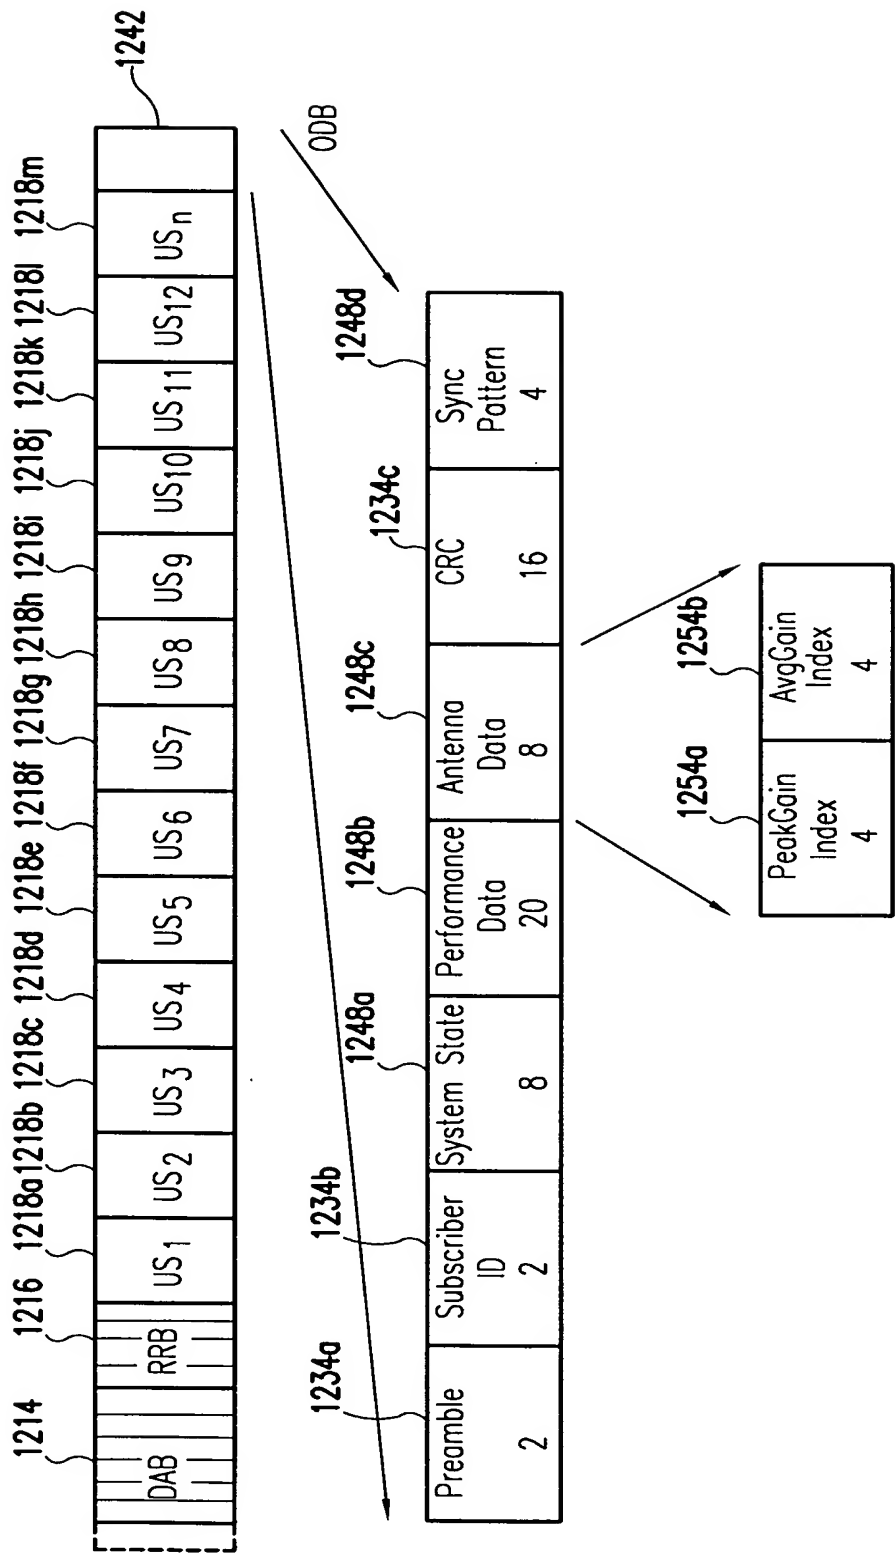 1214
1216
1218a
1218b
1218c
1218d
1218e
1218f
1218g
1218h
1218i
1218j
1218k
1218l
1218m
1242
DAB
RRB
US1
US2
US3
US4
US5
US6
US7
US8
US9
US10
US11
US12
USn
ODB
1234a
1234b
1248a
1248b
1248c
1234c
1248d
Preamble
2
Subscriber
ID
2
System State
8
Performance
Data
20
Antenna
Data
8
CRC
16
Sync
Pattern
4
1254a
1254b
PeakGain
Index
4
AvgGain
Index
4